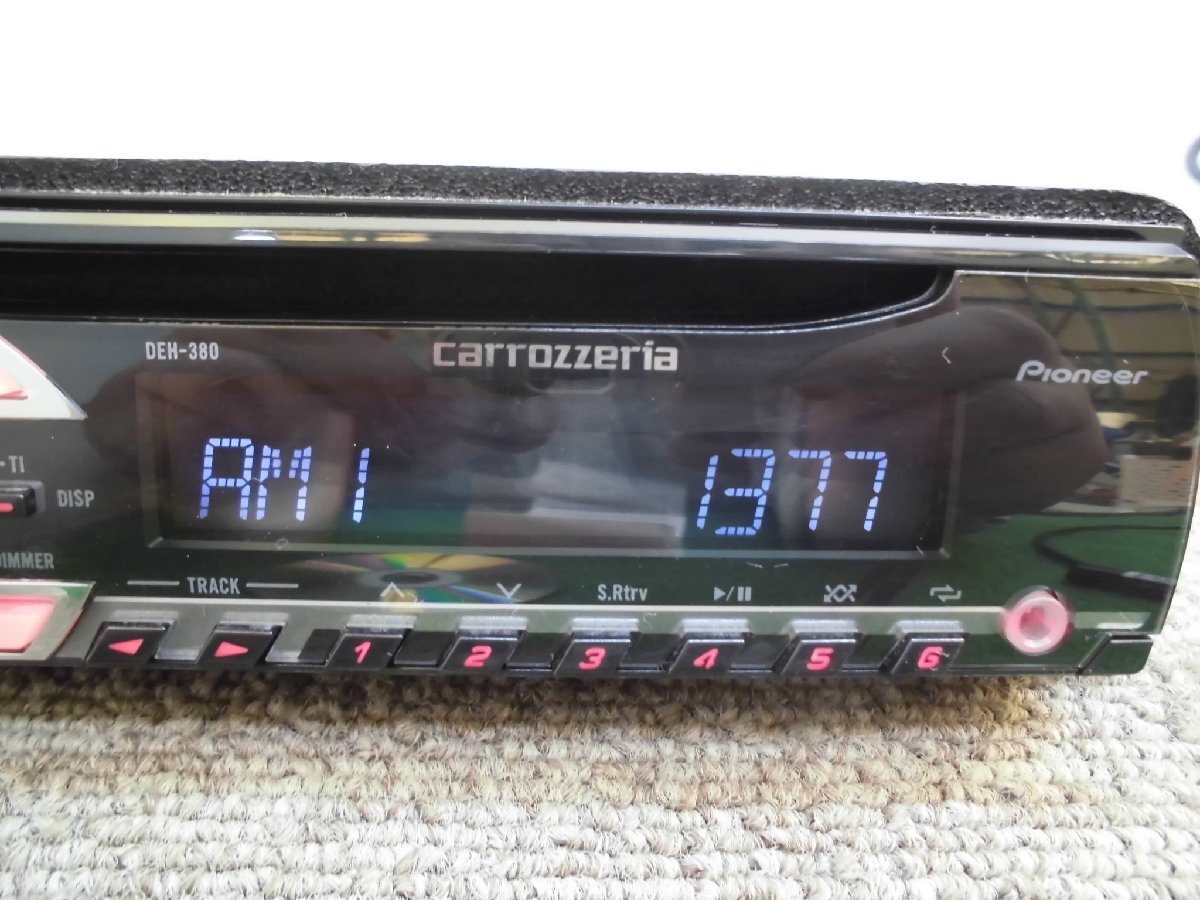 DEH-380
carrozzeria
Pioneer
AM1 1377
-TI
DISP
DIMMER
TRACK
S.Rtrv
1 2 3 4 5 6